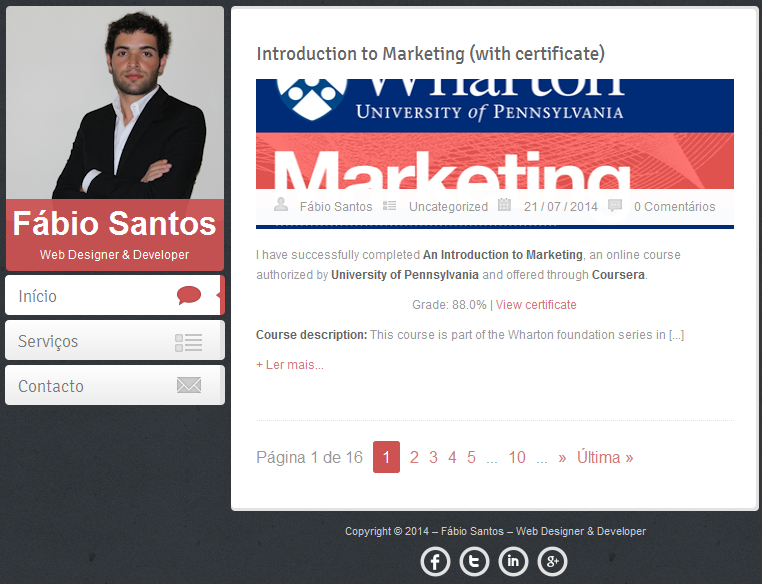 Fábio Santos
Web Designer & Developer
Início
Serviços
Contacto
Introduction to Marketing (with certificate)
Wharton
UNIVERSITY of PENNSYLVANIA
Marketing
Fábio Santos Uncategorized 21 / 07 / 2014 0 Comentários
I have successfully completed An Introduction to Marketing, an online course
authorized by University of Pennsylvania and offered through Coursera.
Grade: 88.0% | View certificate
Course description: This course is part of the Wharton foundation series in [...]
+ Ler mais...
Página 1 de 16 1 2 3 4 5 ... 10 ... » Última »
Copyright © 2014 – Fábio Santos – Web Designer & Developer